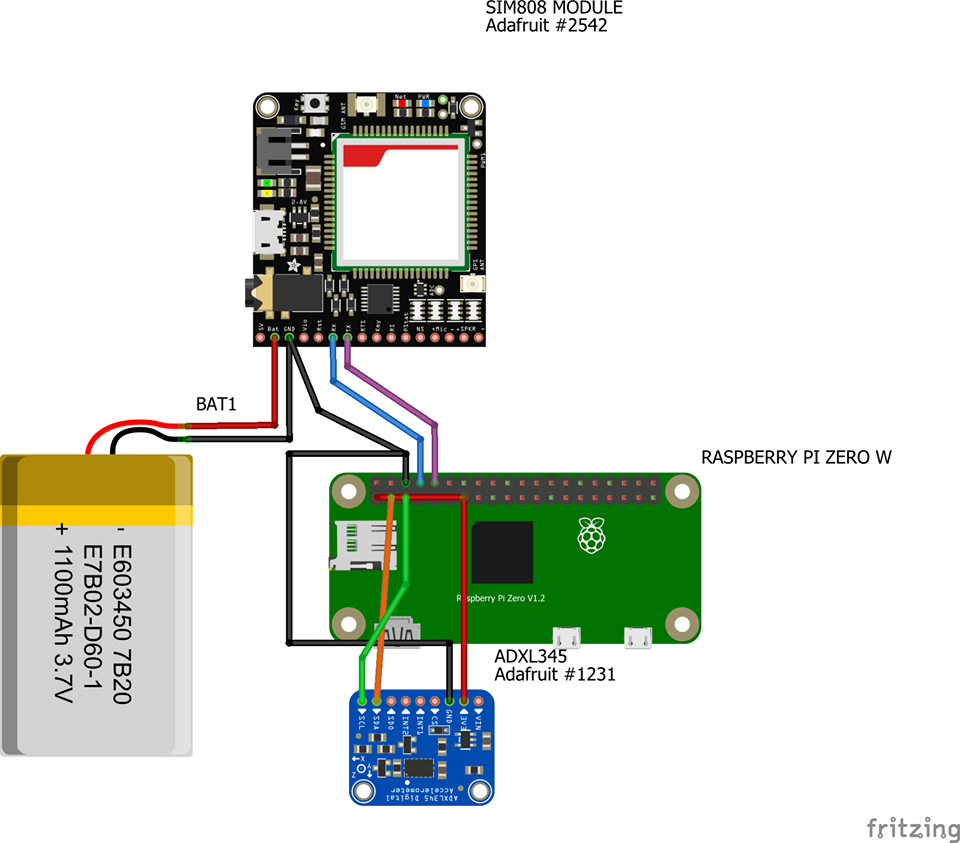 SIM808 MODULE
Adafruit #2542
Key
GSM ANT
Net
PWR
PWM1
2.8V
GPS
ANT
ADC
5V Bat GND Vio Rst RX TX RTS Key RI PStat NS +Mic - +SPKR -
BAT1
RASPBERRY PI ZERO W
- E603450 7B20
E7B02-D60-1
+ 1100mAh 3.7V
Raspberry Pi Zero V1.2
ADXL345
Adafruit #1231
SCL SDA SDO INT2 INT1 CS GND 3V3 VIN
X
Y
Z
ADXL345 Digital
Accelerometer
fritzing